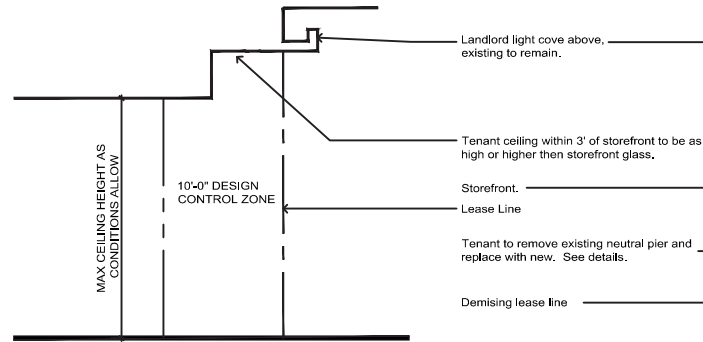 Landlord light cove above,
existing to remain.
Tenant ceiling within 3' of storefront to be as
high or higher then storefront glass.
MAX CEILING HEIGHT AS
CONDITIONS ALLOW
10'-0" DESIGN
CONTROL ZONE
Storefront.
Lease Line
Tenant to remove existing neutral pier and
replace with new. See details.
Demising lease line